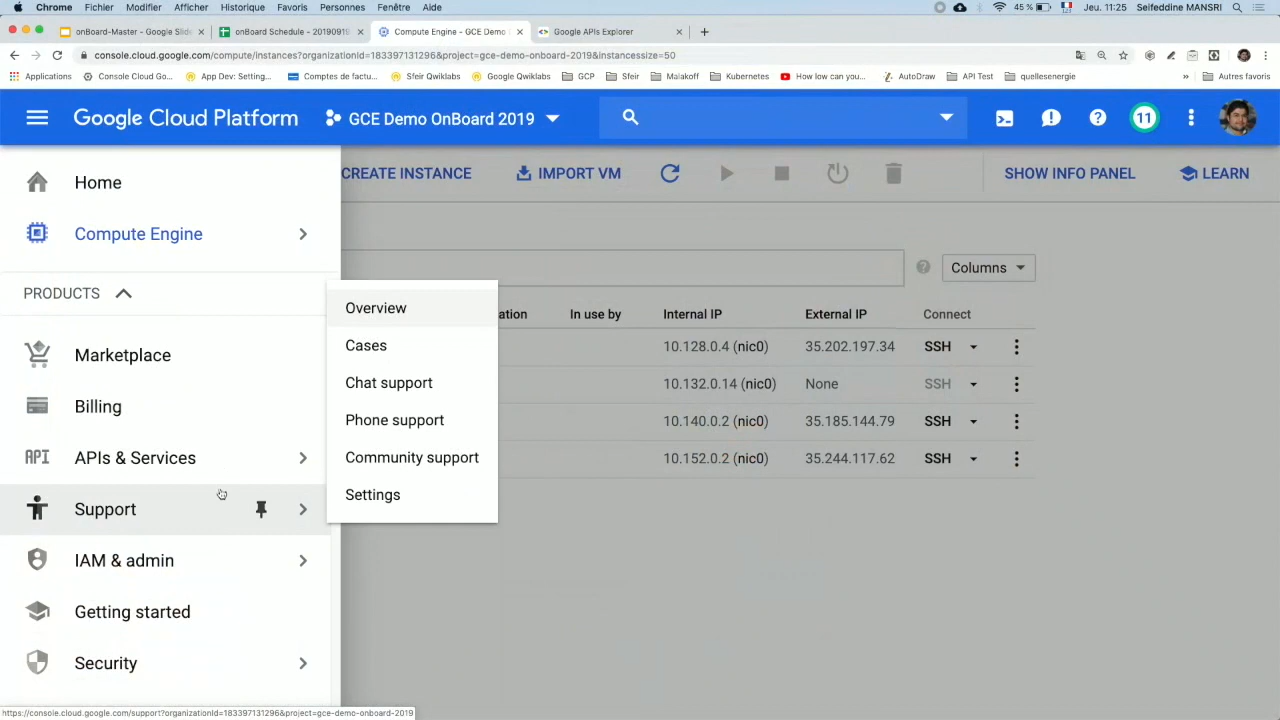 Chrome Fichier Modifier Afficher Historique Favoris Personnes Fenêtre Aide 45 % Jeu. 11:25 Seifeddine MANSRI
onBoard-Master - Google Slide onBoard Schedule - 20190919 Compute Engine - GCE Demo Google APIs Explorer
console.cloud.google.com/compute/instances?organizationId=183397131296&project=gce-demo-onboard-2019&instancessize=50
Applications Console Cloud Go... App Dev: Setting... Comptes de factu... Sfeir Qwiklabs Google Qwiklabs GCP Sfeir Malakoff Kubernetes How low can you... AutoDraw API Test quellesenergie » Autres favoris
Google Cloud Platform GCE Demo OnBoard 2019 11
CREATE INSTANCE IMPORT VM SHOW INFO PANEL LEARN
Home
Compute Engine
Columns
PRODUCTS
ation In use by Internal IP External IP Connect
10.128.0.4 (nic0) 35.202.197.34 SSH
10.132.0.14 (nic0) None SSH
10.140.0.2 (nic0) 35.185.144.79 SSH
10.152.0.2 (nic0) 35.244.117.62 SSH
Marketplace
Billing
API APIs & Services
Support
IAM & admin
Getting started
Security
Overview
Cases
Chat support
Phone support
Community support
Settings
https://console.cloud.google.com/support?organizationId=183397131296&project=gce-demo-onboard-2019